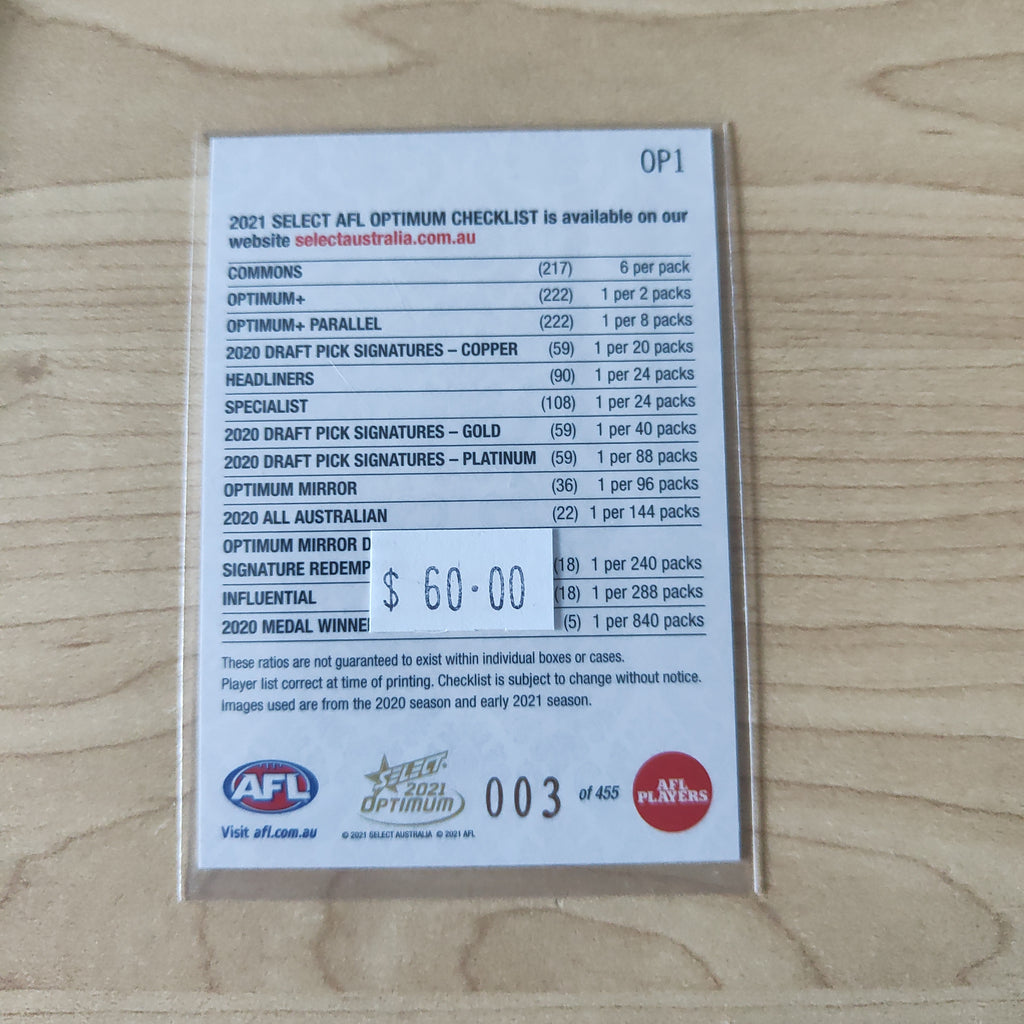 OP1
2021 SELECT AFL OPTIMUM CHECKLIST is available on our
website selectaustralia.com.au
COMMONS (217) 6 per pack
OPTIMUM+ (222) 1 per 2 packs
OPTIMUM+ PARALLEL (222) 1 per 8 packs
2020 DRAFT PICK SIGNATURES – COPPER (59) 1 per 20 packs
HEADLINERS (90) 1 per 24 packs
SPECIALIST (108) 1 per 24 packs
2020 DRAFT PICK SIGNATURES – GOLD (59) 1 per 40 packs
2020 DRAFT PICK SIGNATURES – PLATINUM (59) 1 per 88 packs
OPTIMUM MIRROR (36) 1 per 96 packs
2020 ALL AUSTRALIAN (22) 1 per 144 packs
OPTIMUM MIRROR
(18) 1 per 240 packs
SIGNATURE
$ 60.00
INFLUENTIAL (18) 1 per 288 packs
2020 MEDAL (5) 1 per 840 packs
These ratios are not guaranteed to exist within individual boxes or cases.
Player list correct at time of printing. Checklist is subject to change without notice.
Images used are from the 2020 season and early 2021 season.
AFL
SELECT
2021
OPTIMUM
003 of 455
AFL
PLAYERS
Visit afl.com.au
© 2021 SELECT AUSTRALIA © 2021 AFL